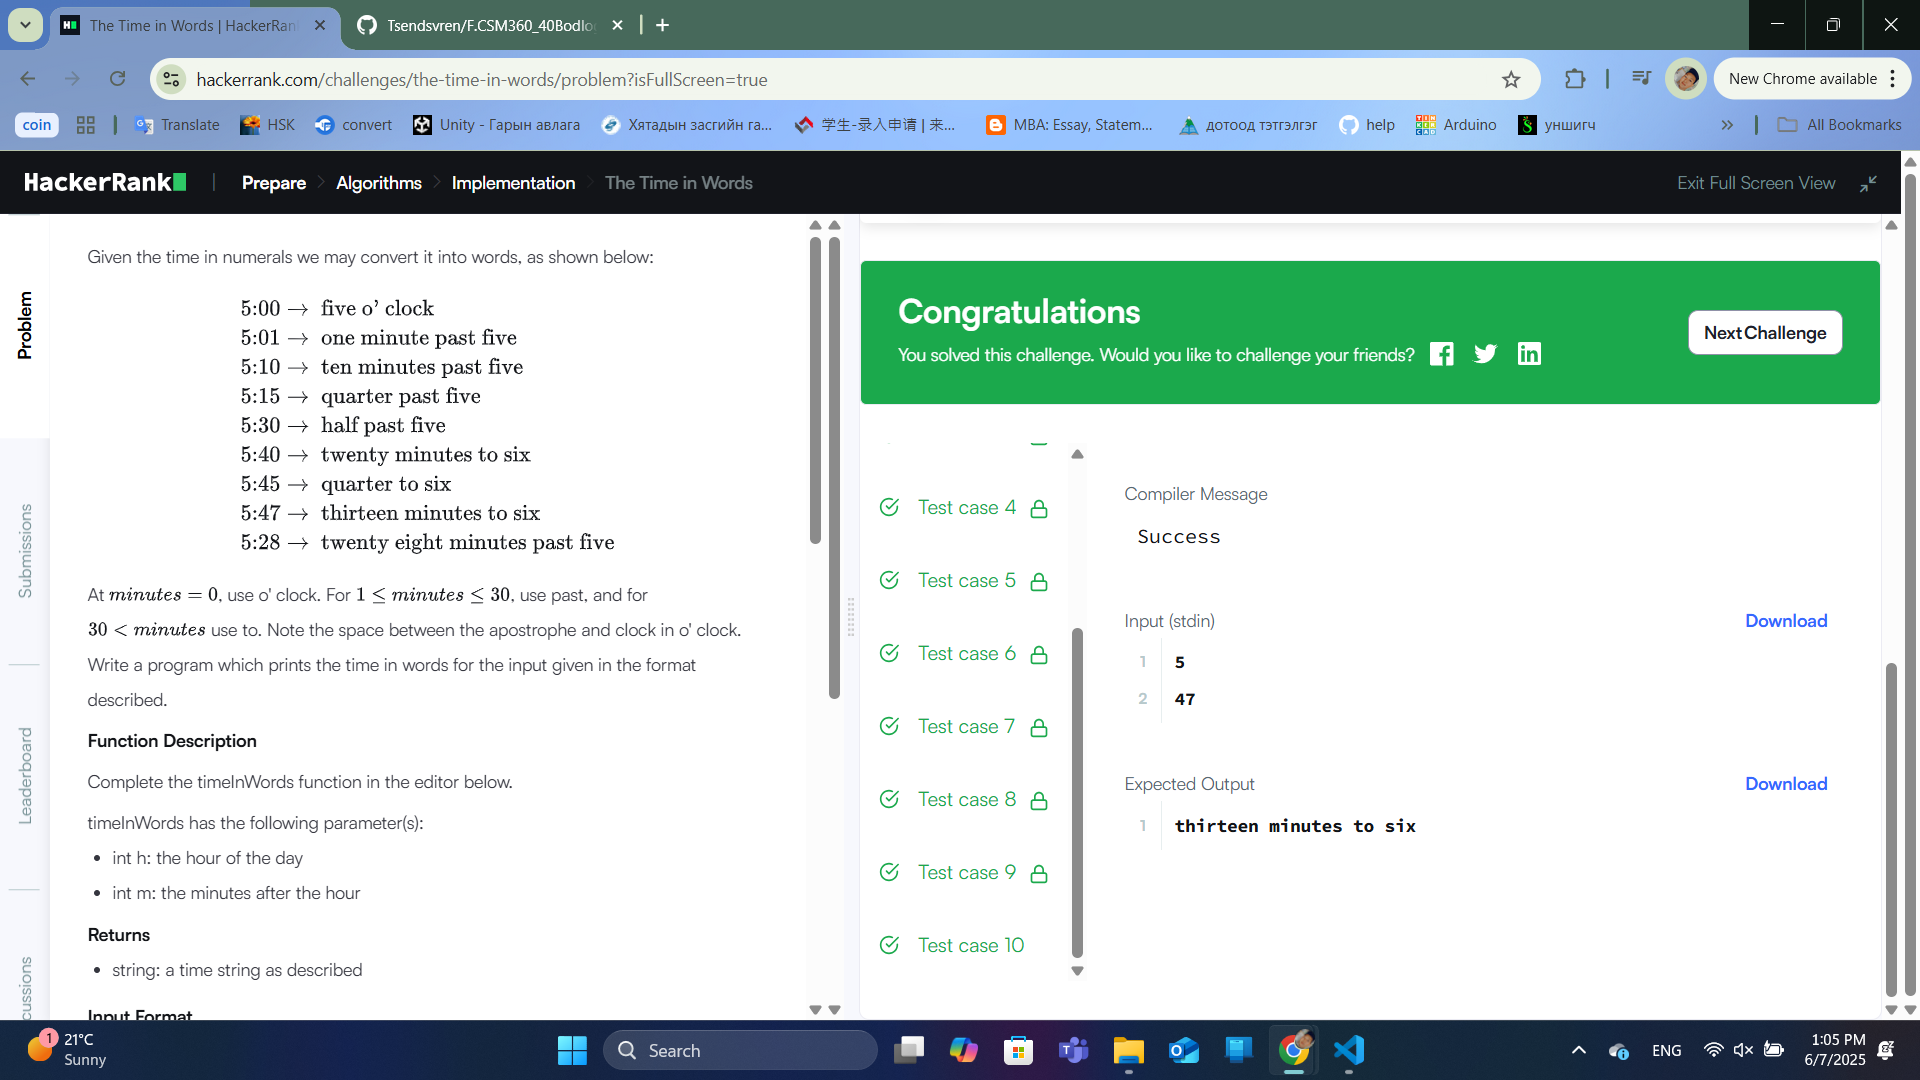 The Time in Words | HackerRan
Tsendsvren/F.CSM360_40Bodlo
hackerrank.com/challenges/the-time-in-words/problem?isFullScreen=true
New Chrome available
coin
Translate
HSK
convert
Unity - Гарын авлага
Хятадын засгийн га...
学生-录入申请 | 来...
MBA: Essay, Statem...
дотоод тэтгэлгэг
help
Arduino
уншигч
All Bookmarks
HackerRank
Prepare
Algorithms
Implementation
The Time in Words
Exit Full Screen View
Problem
Submissions
Leaderboard
cussions
Given the time in numerals we may convert it into words, as shown below:
5:00 → five o’ clock
5:01 → one minute past five
5:10 → ten minutes past five
5:15 → quarter past five
5:30 → half past five
5:40 → twenty minutes to six
5:45 → quarter to six
5:47 → thirteen minutes to six
5:28 → twenty eight minutes past five
At minutes = 0, use o' clock. For 1 ≤ minutes ≤ 30, use past, and for
30 < minutes use to. Note the space between the apostrophe and clock in o' clock.
Write a program which prints the time in words for the input given in the format
described.
Function Description
Complete the timeInWords function in the editor below.
timeInWords has the following parameter(s):
• int h: the hour of the day
• int m: the minutes after the hour
Returns
• string: a time string as described
Input Format
Congratulations
You solved this challenge. Would you like to challenge your friends?
Next Challenge
Test case 4
Test case 5
Test case 6
Test case 7
Test case 8
Test case 9
Test case 10
Compiler Message
Success
Input (stdin)
Download
1 5
2 47
Expected Output
Download
1 thirteen minutes to six
1
21°C
Sunny
Search
ENG
1:05 PM
6/7/2025